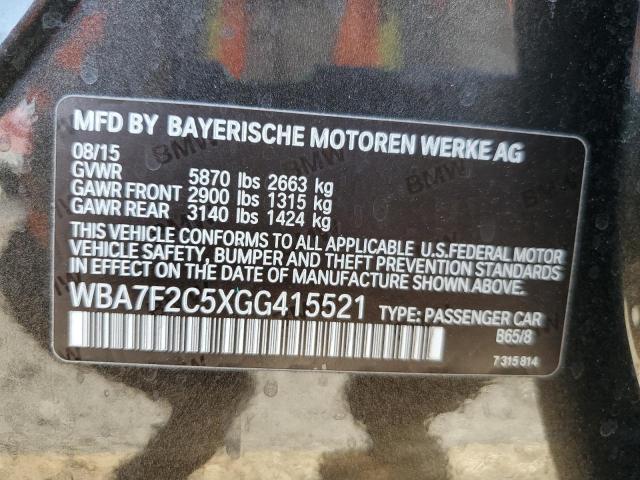 MFD BY BAYERISCHE MOTOREN WERKE AG
08/15
GVWR 5870 lbs 2663 kg
GAWR FRONT 2900 lbs 1315 kg
GAWR REAR 3140 lbs 1424 kg
THIS VEHICLE CONFORMS TO ALL APPLICABLE U.S.FEDERAL MOTOR
VEHICLE SAFETY, BUMPER AND THEFT PREVENTION STANDARDS
IN EFFECT ON THE DATE OF MANUFACTURE SHOWN ABOVE.
WBA7F2C5XGG415521 TYPE: PASSENGER CAR
B65/8
7 315 814